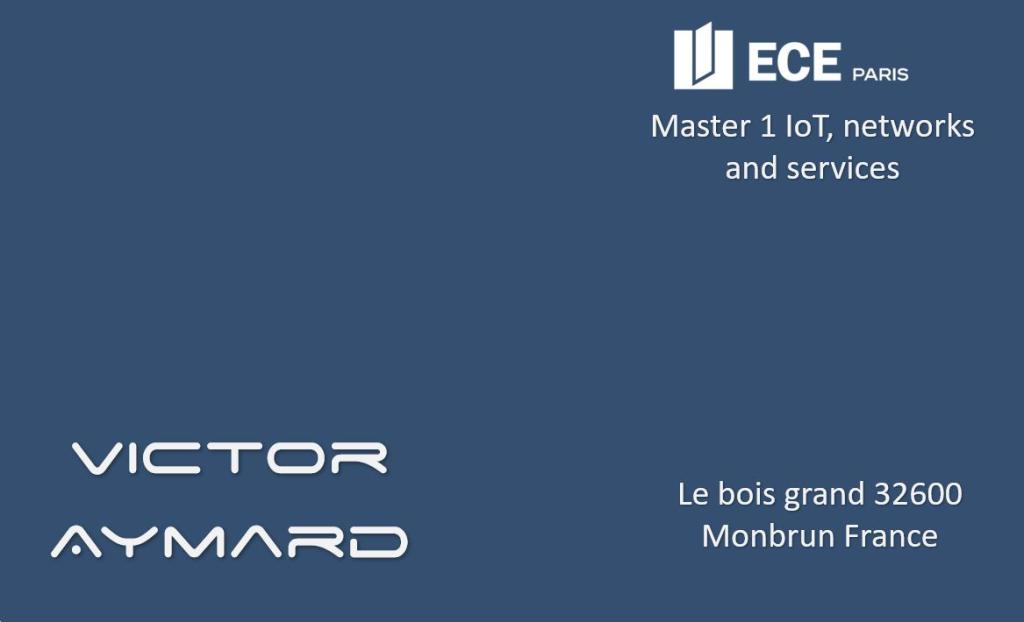 ECE PARIS
Master 1 IoT, networks
and services
VICTOR
AYMARD
Le bois grand 32600
Monbrun France